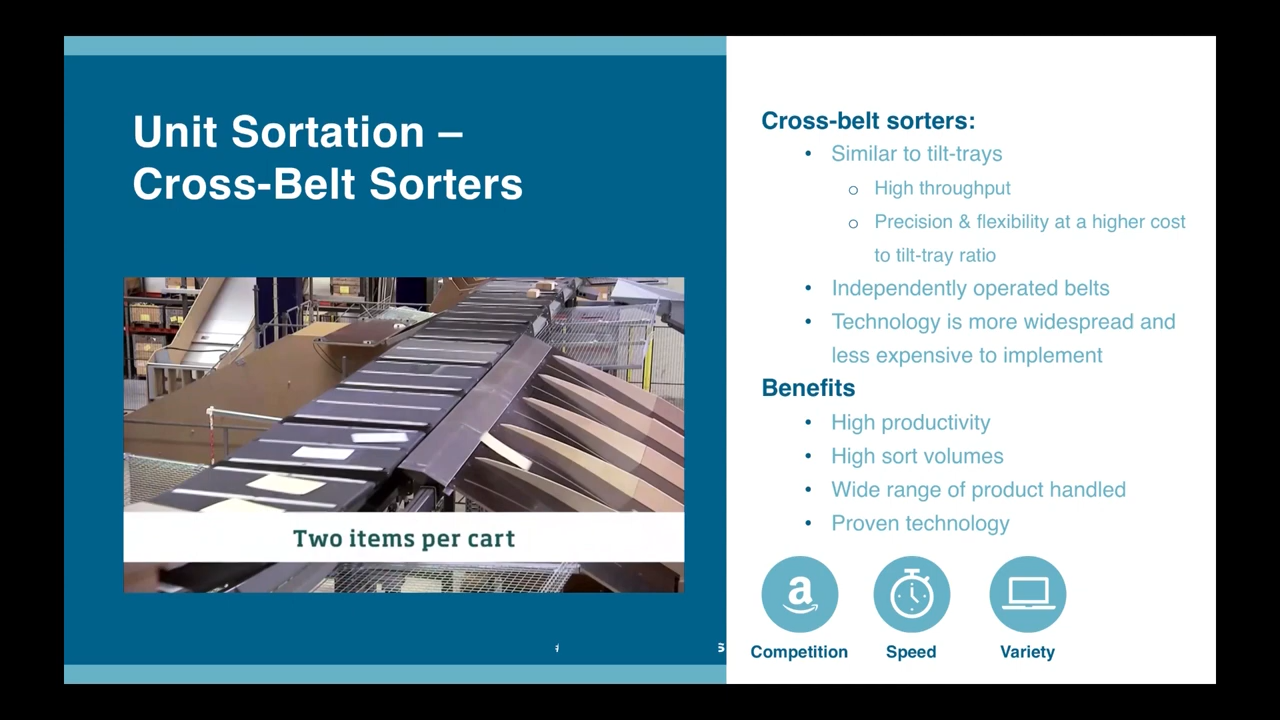 Unit Sortation –
Cross-Belt Sorters
Two items per cart
Cross-belt sorters:
• Similar to tilt-trays
o High throughput
o Precision & flexibility at a higher cost
to tilt-tray ratio
• Independently operated belts
• Technology is more widespread and
less expensive to implement
Benefits
• High productivity
• High sort volumes
• Wide range of product handled
• Proven technology
a
Competition
Speed
Variety